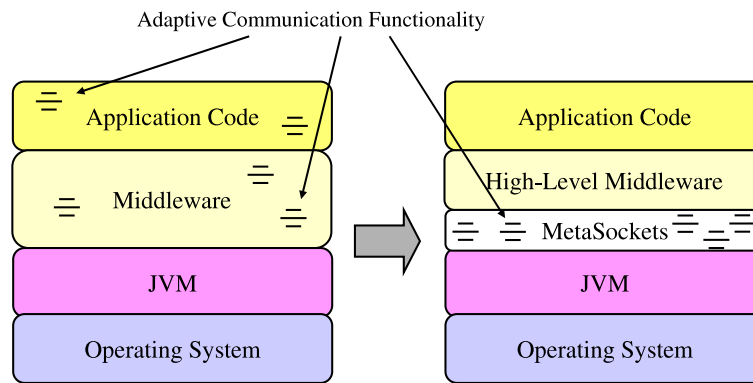 Adaptive Communication Functionality
Application Code
Middleware
JVM
Operating System
Application Code
High-Level Middleware
MetaSockets
JVM
Operating System